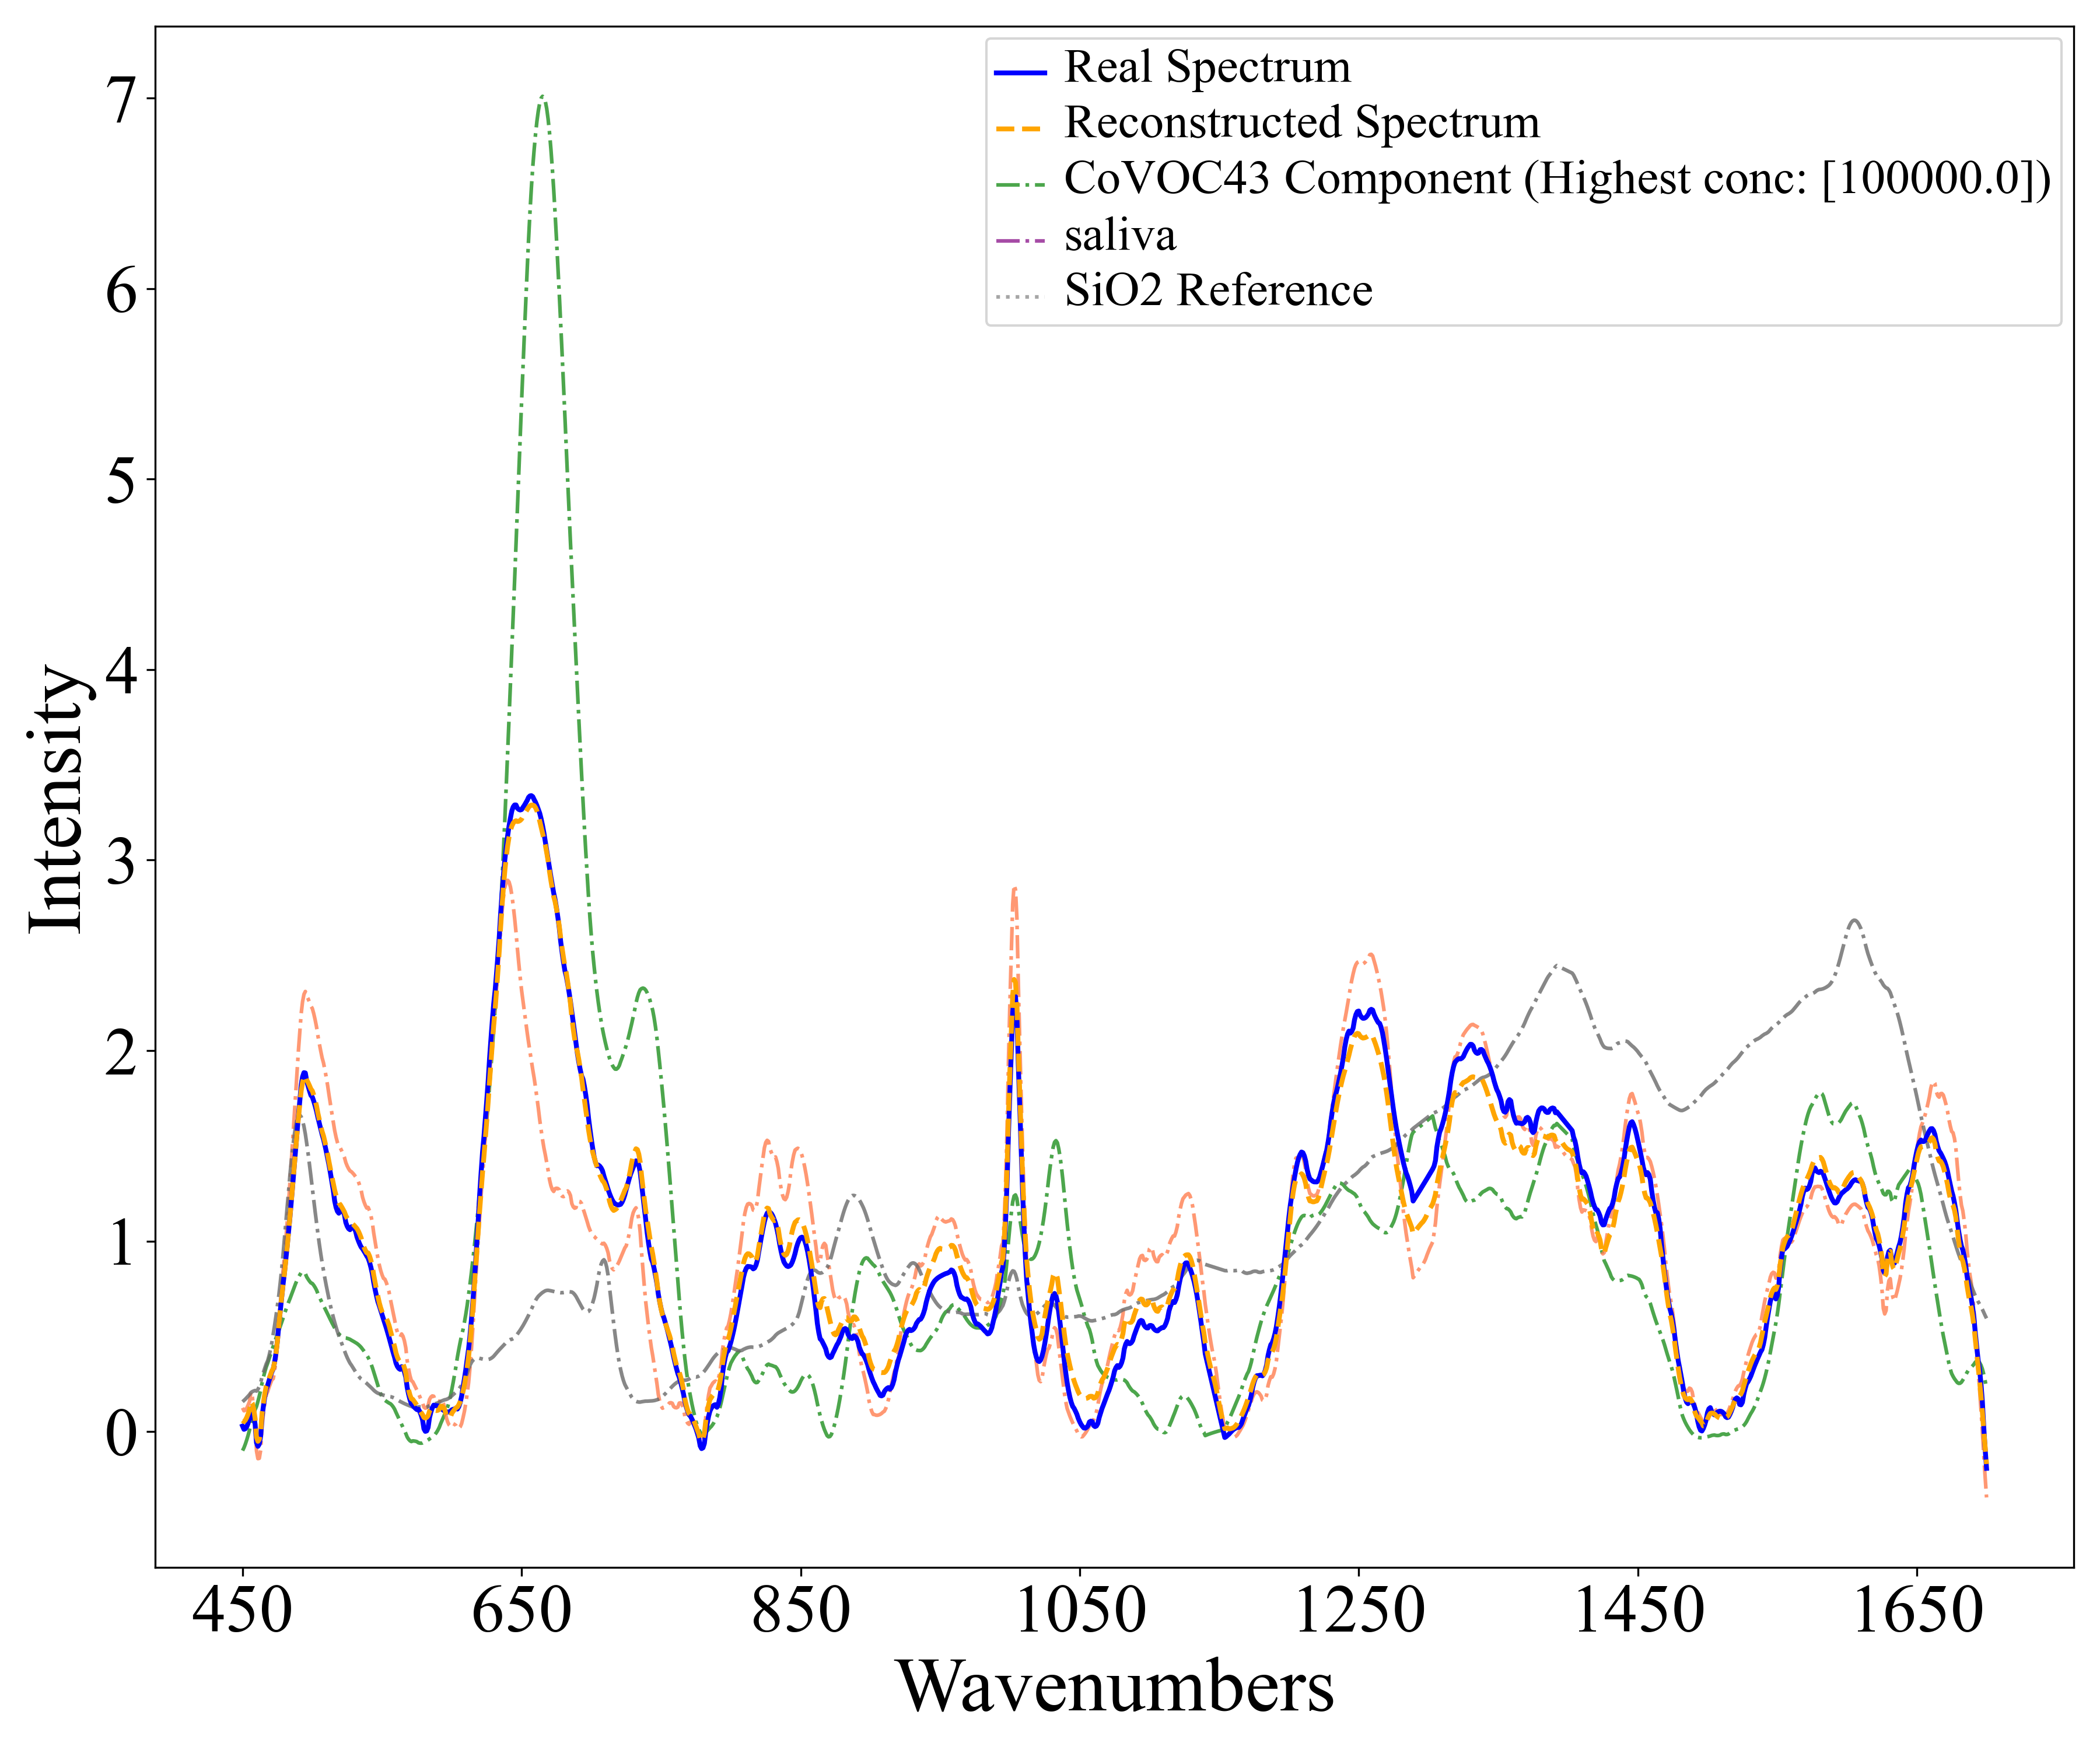 Real Spectrum
Reconstructed Spectrum
CoVOC43 Component (Highest conc: [100000.0])
saliva
SiO2 Reference
7
6
5
4
3
2
1
0
Intensity
450 650 850 1050 1250 1450 1650
Wavenumbers